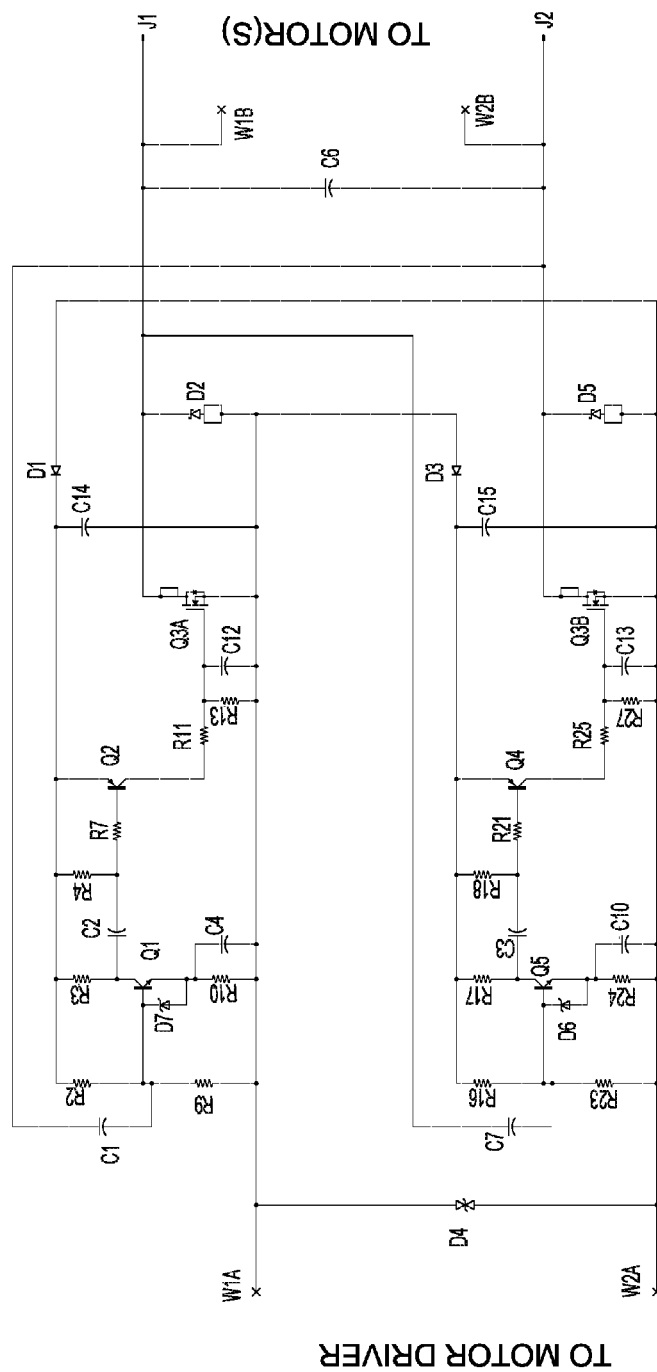 TO MOTOR DRIVER
W1A
W2A
D4
C1
R2
R9
R3
Q1
D7
R10
C2
C4
R4
R7
Q2
R11
R13
C12
Q3A
C14
D1
D2
C7
R16
R23
R17
Q5
D6
R24
C3
C10
R18
R21
Q4
R25
R27
C13
Q3B
C15
D3
D5
C6
W1B
W2B
J1
J2
TO MOTOR(S)